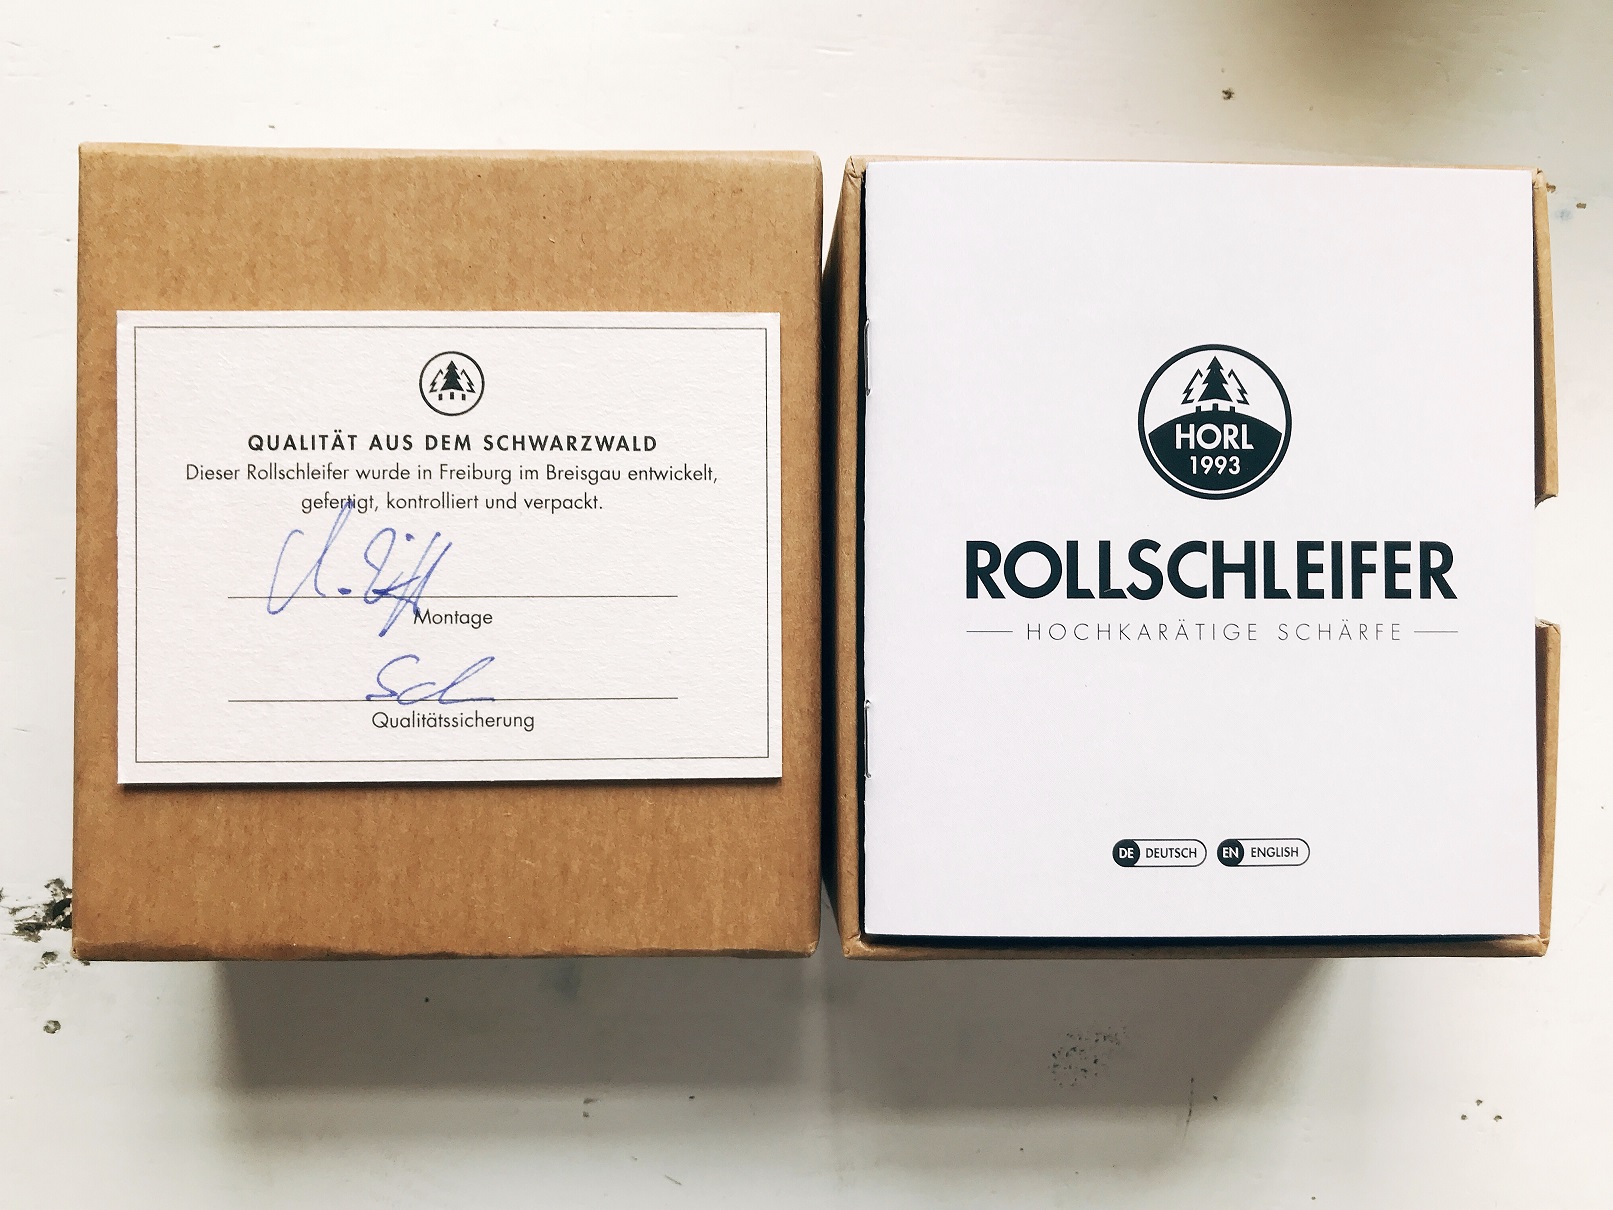 QUALITÄT AUS DEM SCHWARZWALD
Dieser Rollschleifer wurde in Freiburg im Breisgau entwickelt,
gefertigt, kontrolliert und verpackt.
Montage
Qualitätssicherung
HORL
1993
ROLLSCHLEIFER
HOCHKARÄTIGE SCHÄRFE
DE DEUTSCH EN ENGLISH